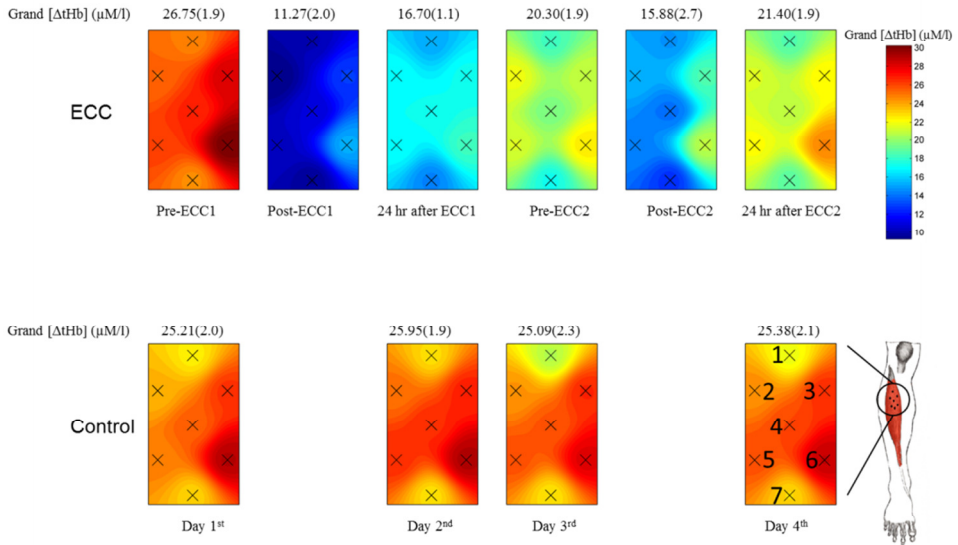 Grand [ΔtHb] (µM/l) 26.75(1.9) 11.27(2.0) 16.70(1.1) 20.30(1.9) 15.88(2.7) 21.40(1.9)
Grand [ΔtHb] (µM/l)
30
28
26
24
22
20
18
16
14
12
10
ECC
Pre-ECC1 Post-ECC1 24 hr after ECC1 Pre-ECC2 Post-ECC2 24 hr after ECC2
Grand [ΔtHb] (µM/l) 25.21(2.0) 25.95(1.9) 25.09(2.3) 25.38(2.1)
1
2 3
Control 4
5 6
7
Day 1st Day 2nd Day 3rd Day 4th